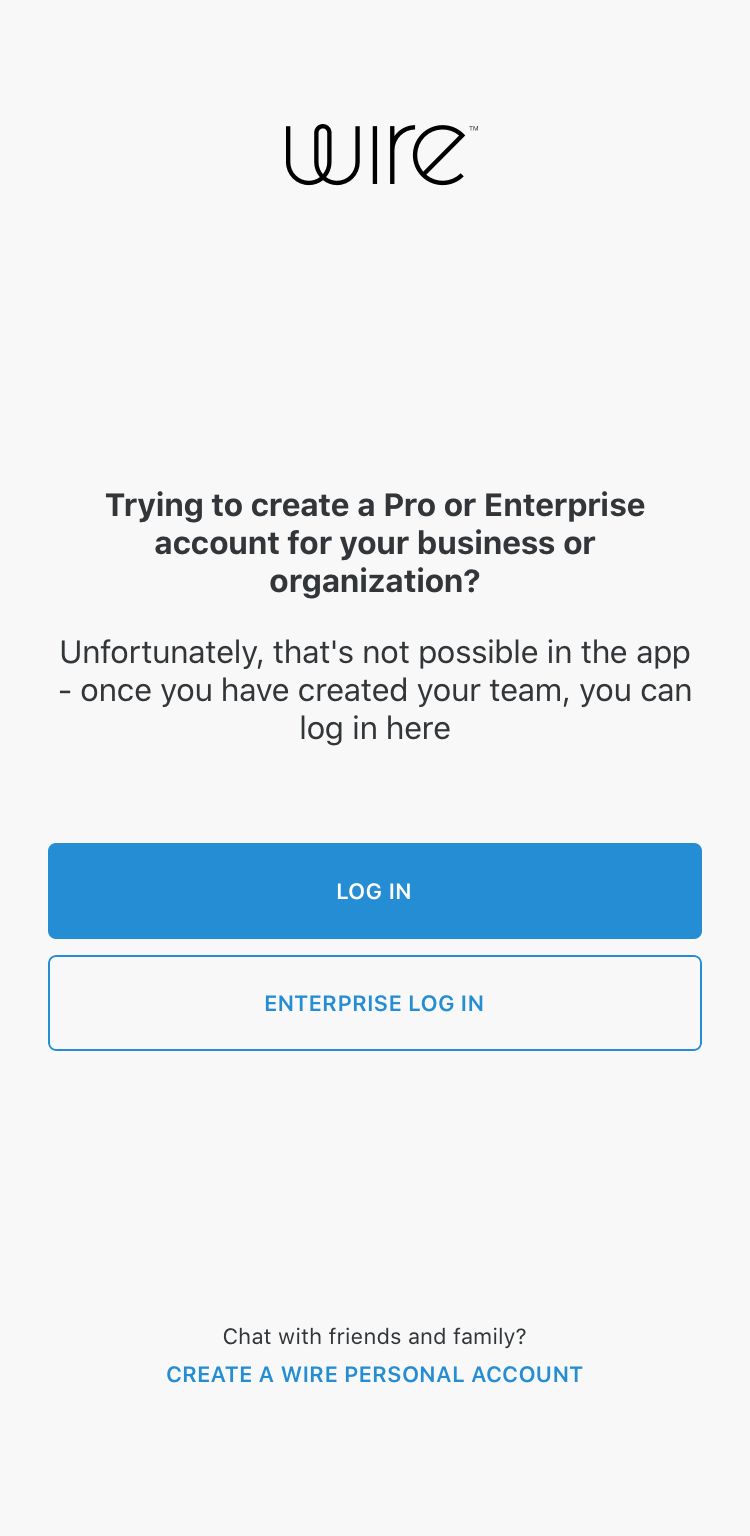 wire™
Trying to create a Pro or Enterprise
account for your business or
organization?
Unfortunately, that's not possible in the app
- once you have created your team, you can
log in here
LOG IN
ENTERPRISE LOG IN
Chat with friends and family?
CREATE A WIRE PERSONAL ACCOUNT